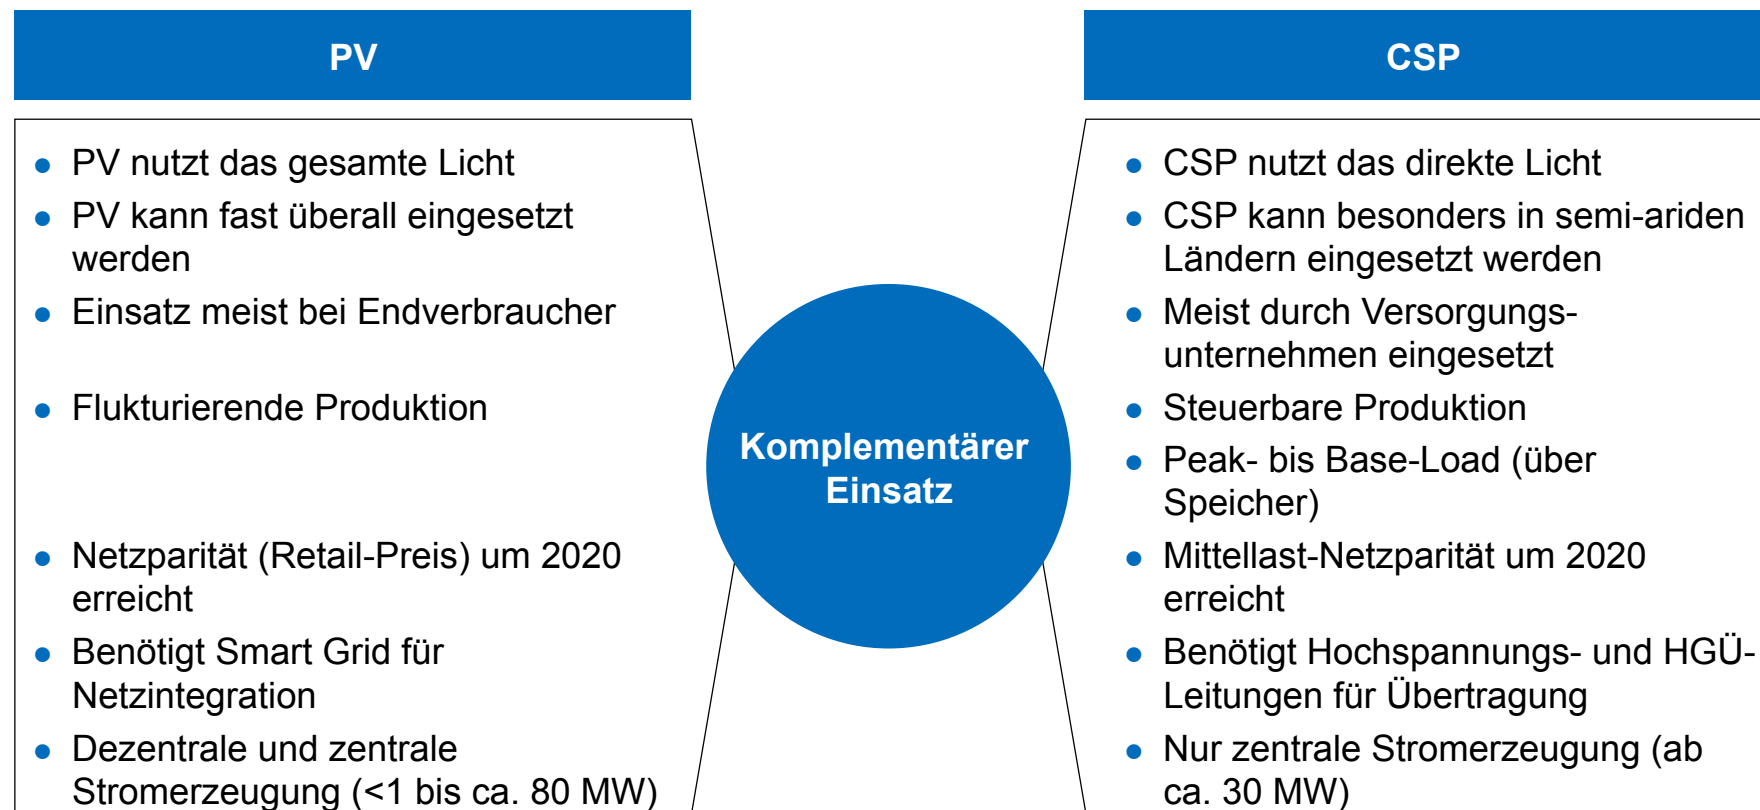 PV
● PV nutzt das gesamte Licht
● PV kann fast überall eingesetzt
werden
● Einsatz meist bei Endverbraucher
● Flukturierende Produktion
● Netzparität (Retail-Preis) um 2020
erreicht
● Benötigt Smart Grid für
Netzintegration
● Dezentrale und zentrale
Stromerzeugung (<1 bis ca. 80 MW)
Komplementärer
Einsatz
CSP
● CSP nutzt das direkte Licht
● CSP kann besonders in semi-ariden
Ländern eingesetzt werden
● Meist durch Versorgungs-
unternehmen eingesetzt
● Steuerbare Produktion
● Peak- bis Base-Load (über
Speicher)
● Mittellast-Netzparität um 2020
erreicht
● Benötigt Hochspannungs- und HGÜ-
Leitungen für Übertragung
● Nur zentrale Stromerzeugung (ab
ca. 30 MW)